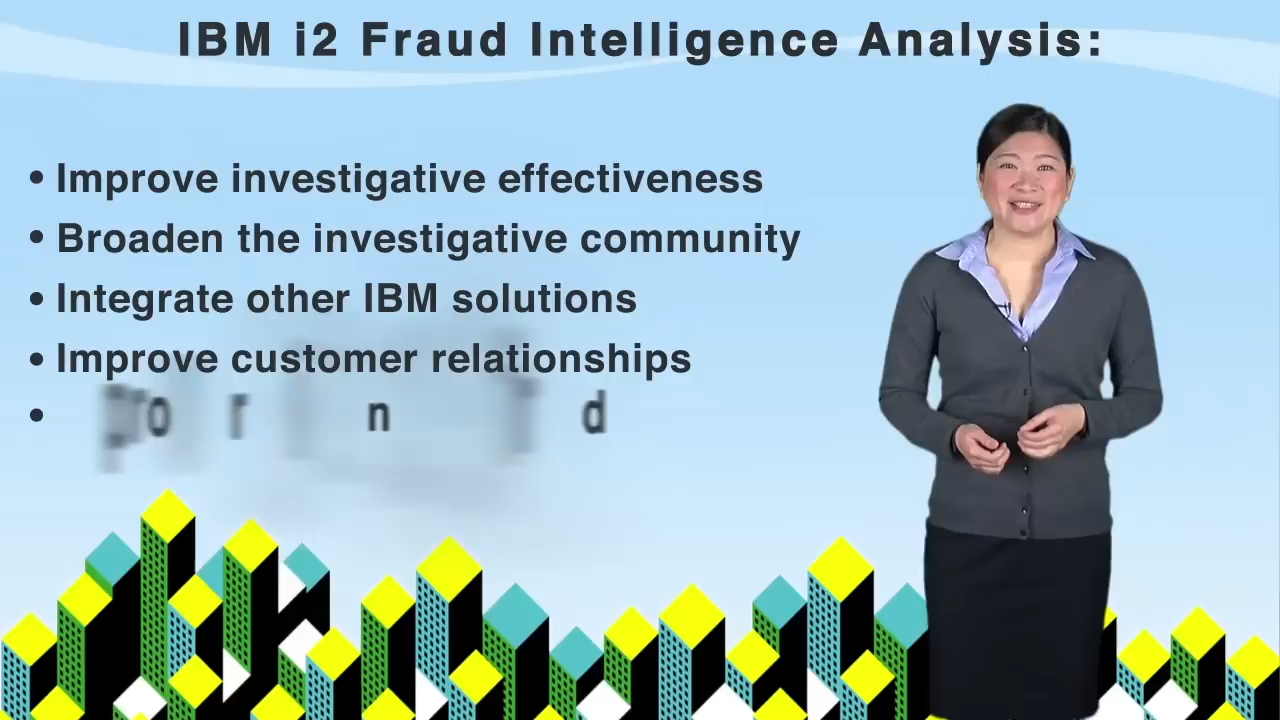 IBM i2 Fraud Intelligence Analysis:
• Improve investigative effectiveness
• Broaden the investigative community
• Integrate other IBM solutions
• Improve customer relationships
•